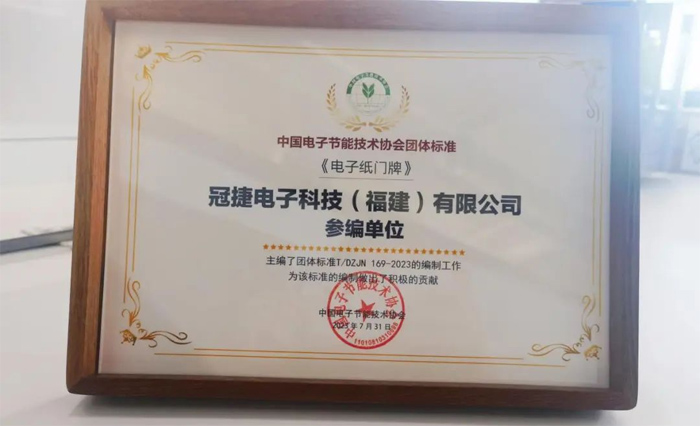 中国电子节能技术协会团体标准
《电子纸门牌》
冠捷电子科技（福建）有限公司
参编单位
主编了团体标准T/DZJN 169-2023的编制工作
为该标准的编制做出了积极的贡献
中国电子节能技术协会
2023年7月31日